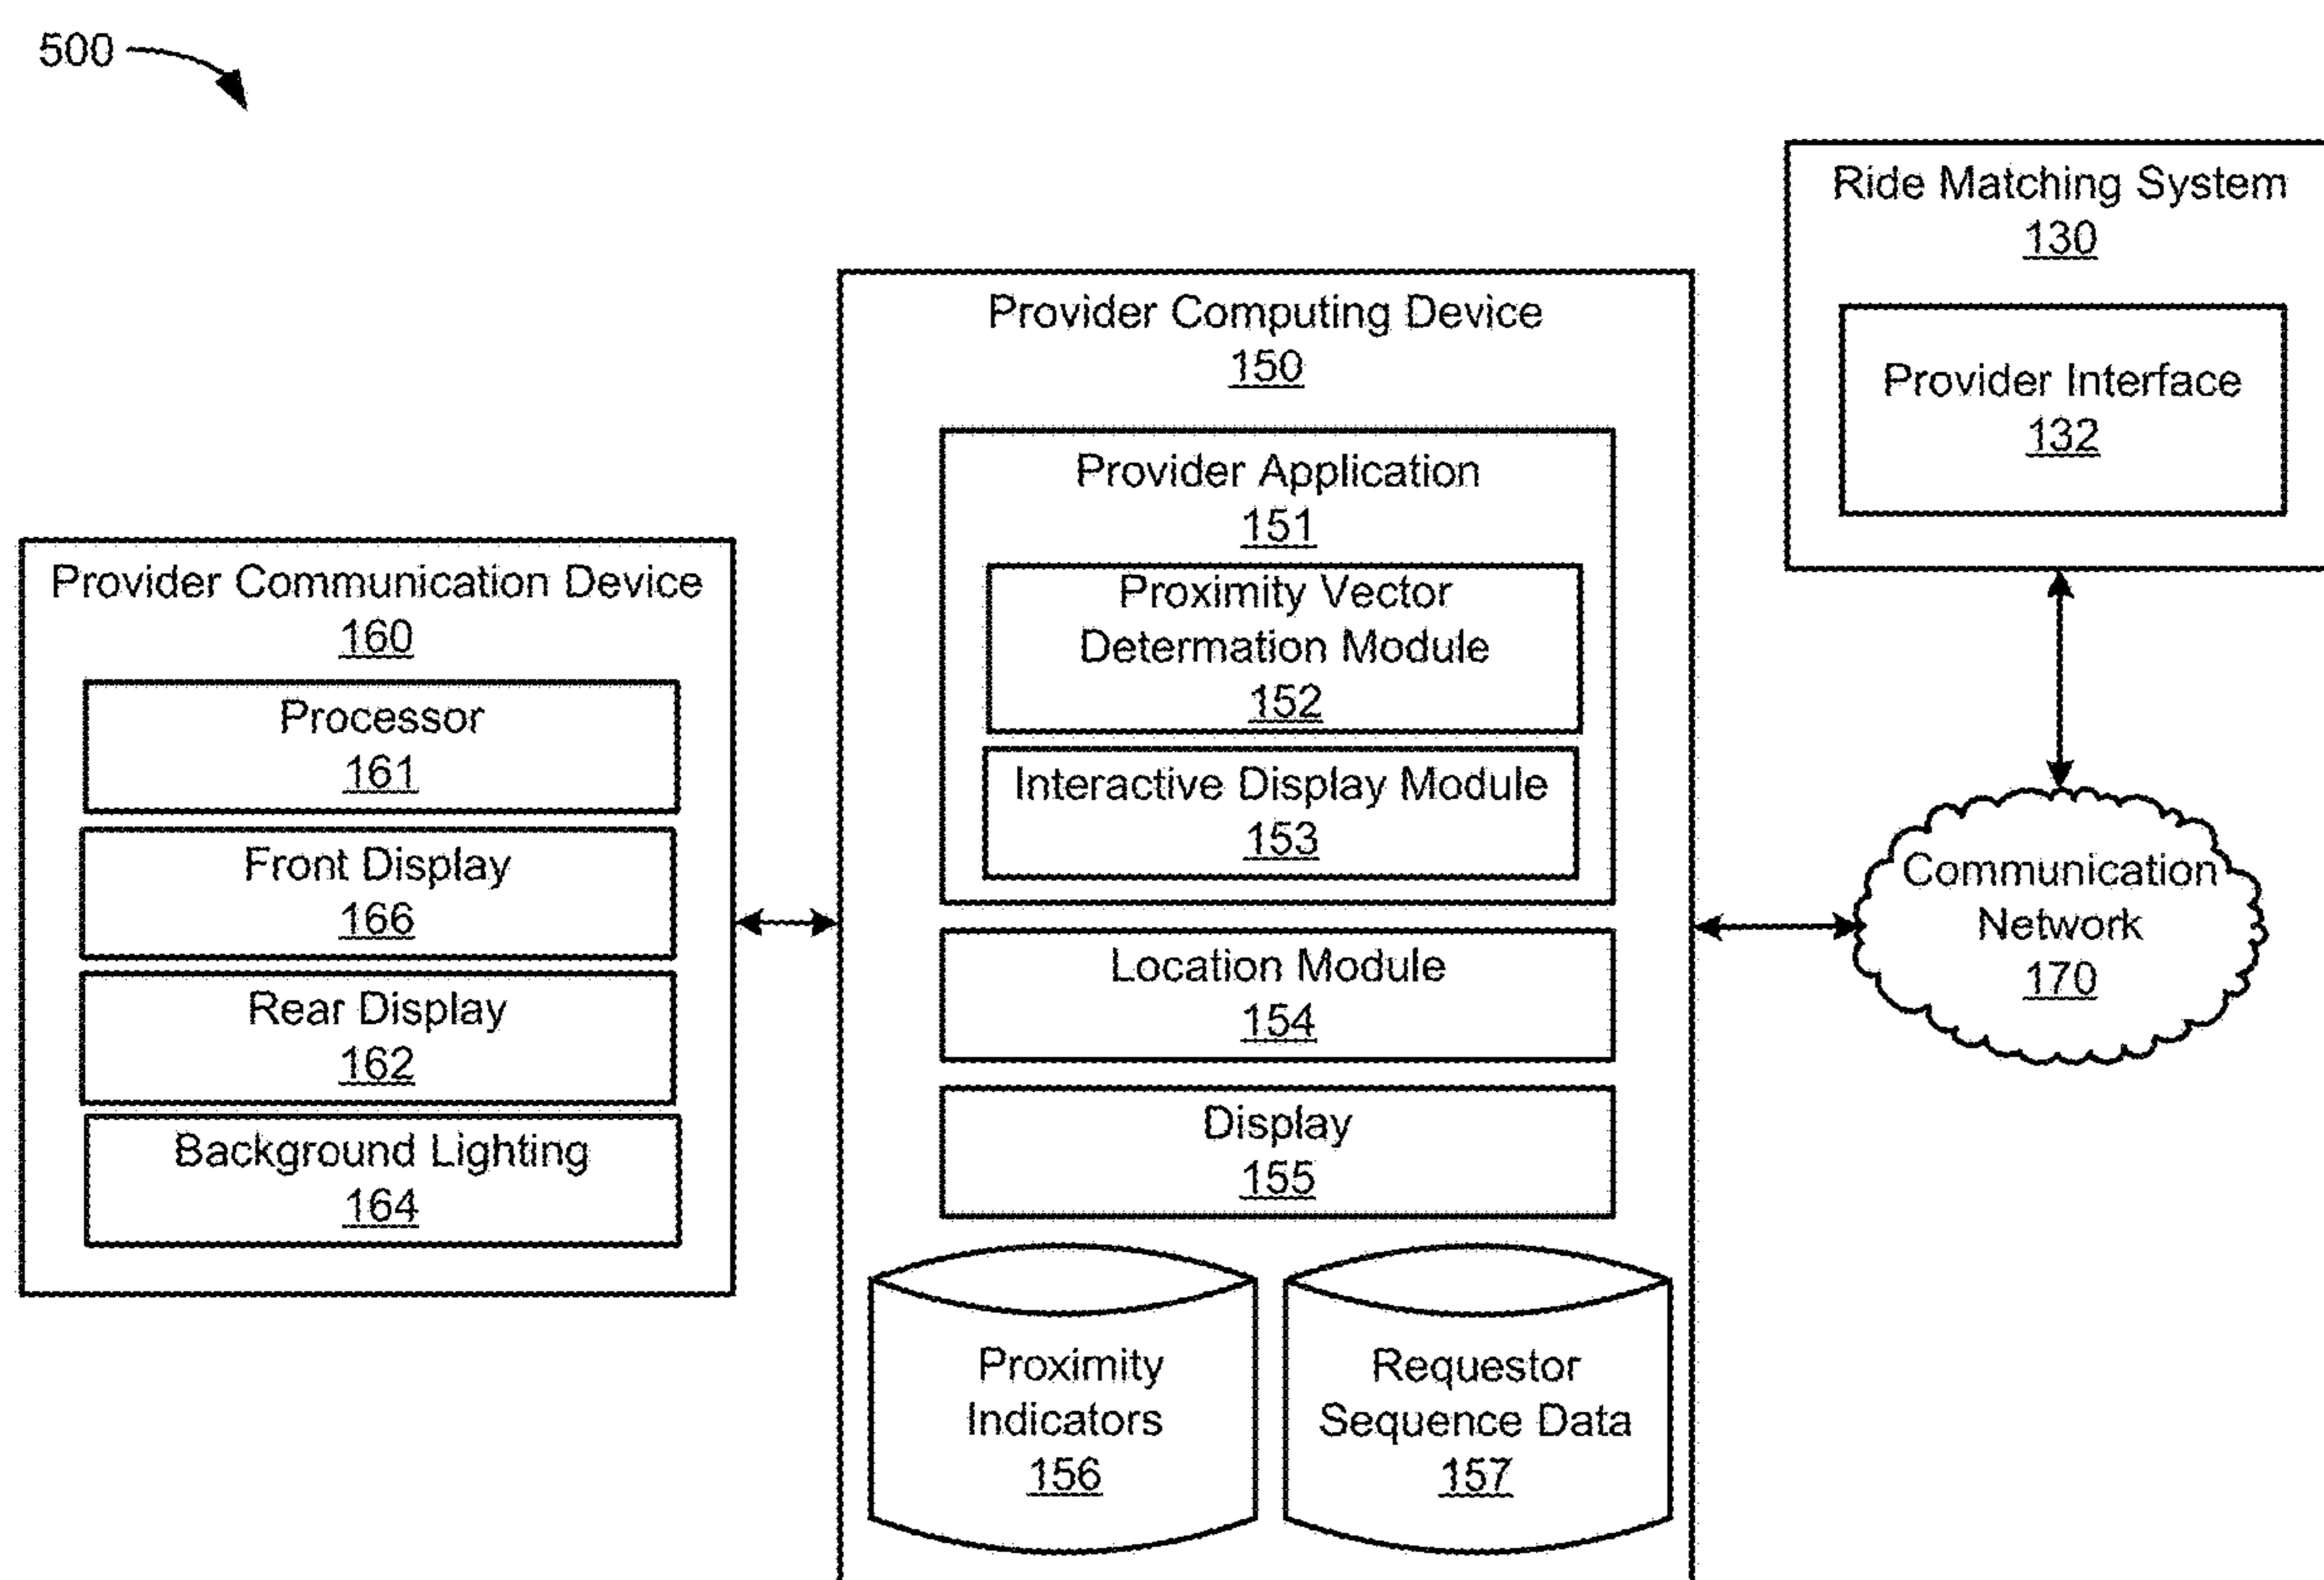 500
Ride Matching System
130
Provider Interface
132
Provider Computing Device
150
Provider Application
151
Proximity Vector
Determation Module
152
Interactive Display Module
153
Location Module
154
Display
155
Proximity
Indicators
156
Requestor
Sequence Data
157
Provider Communication Device
160
Processor
161
Front Display
166
Rear Display
162
Background Lighting
164
Communication
Network
170